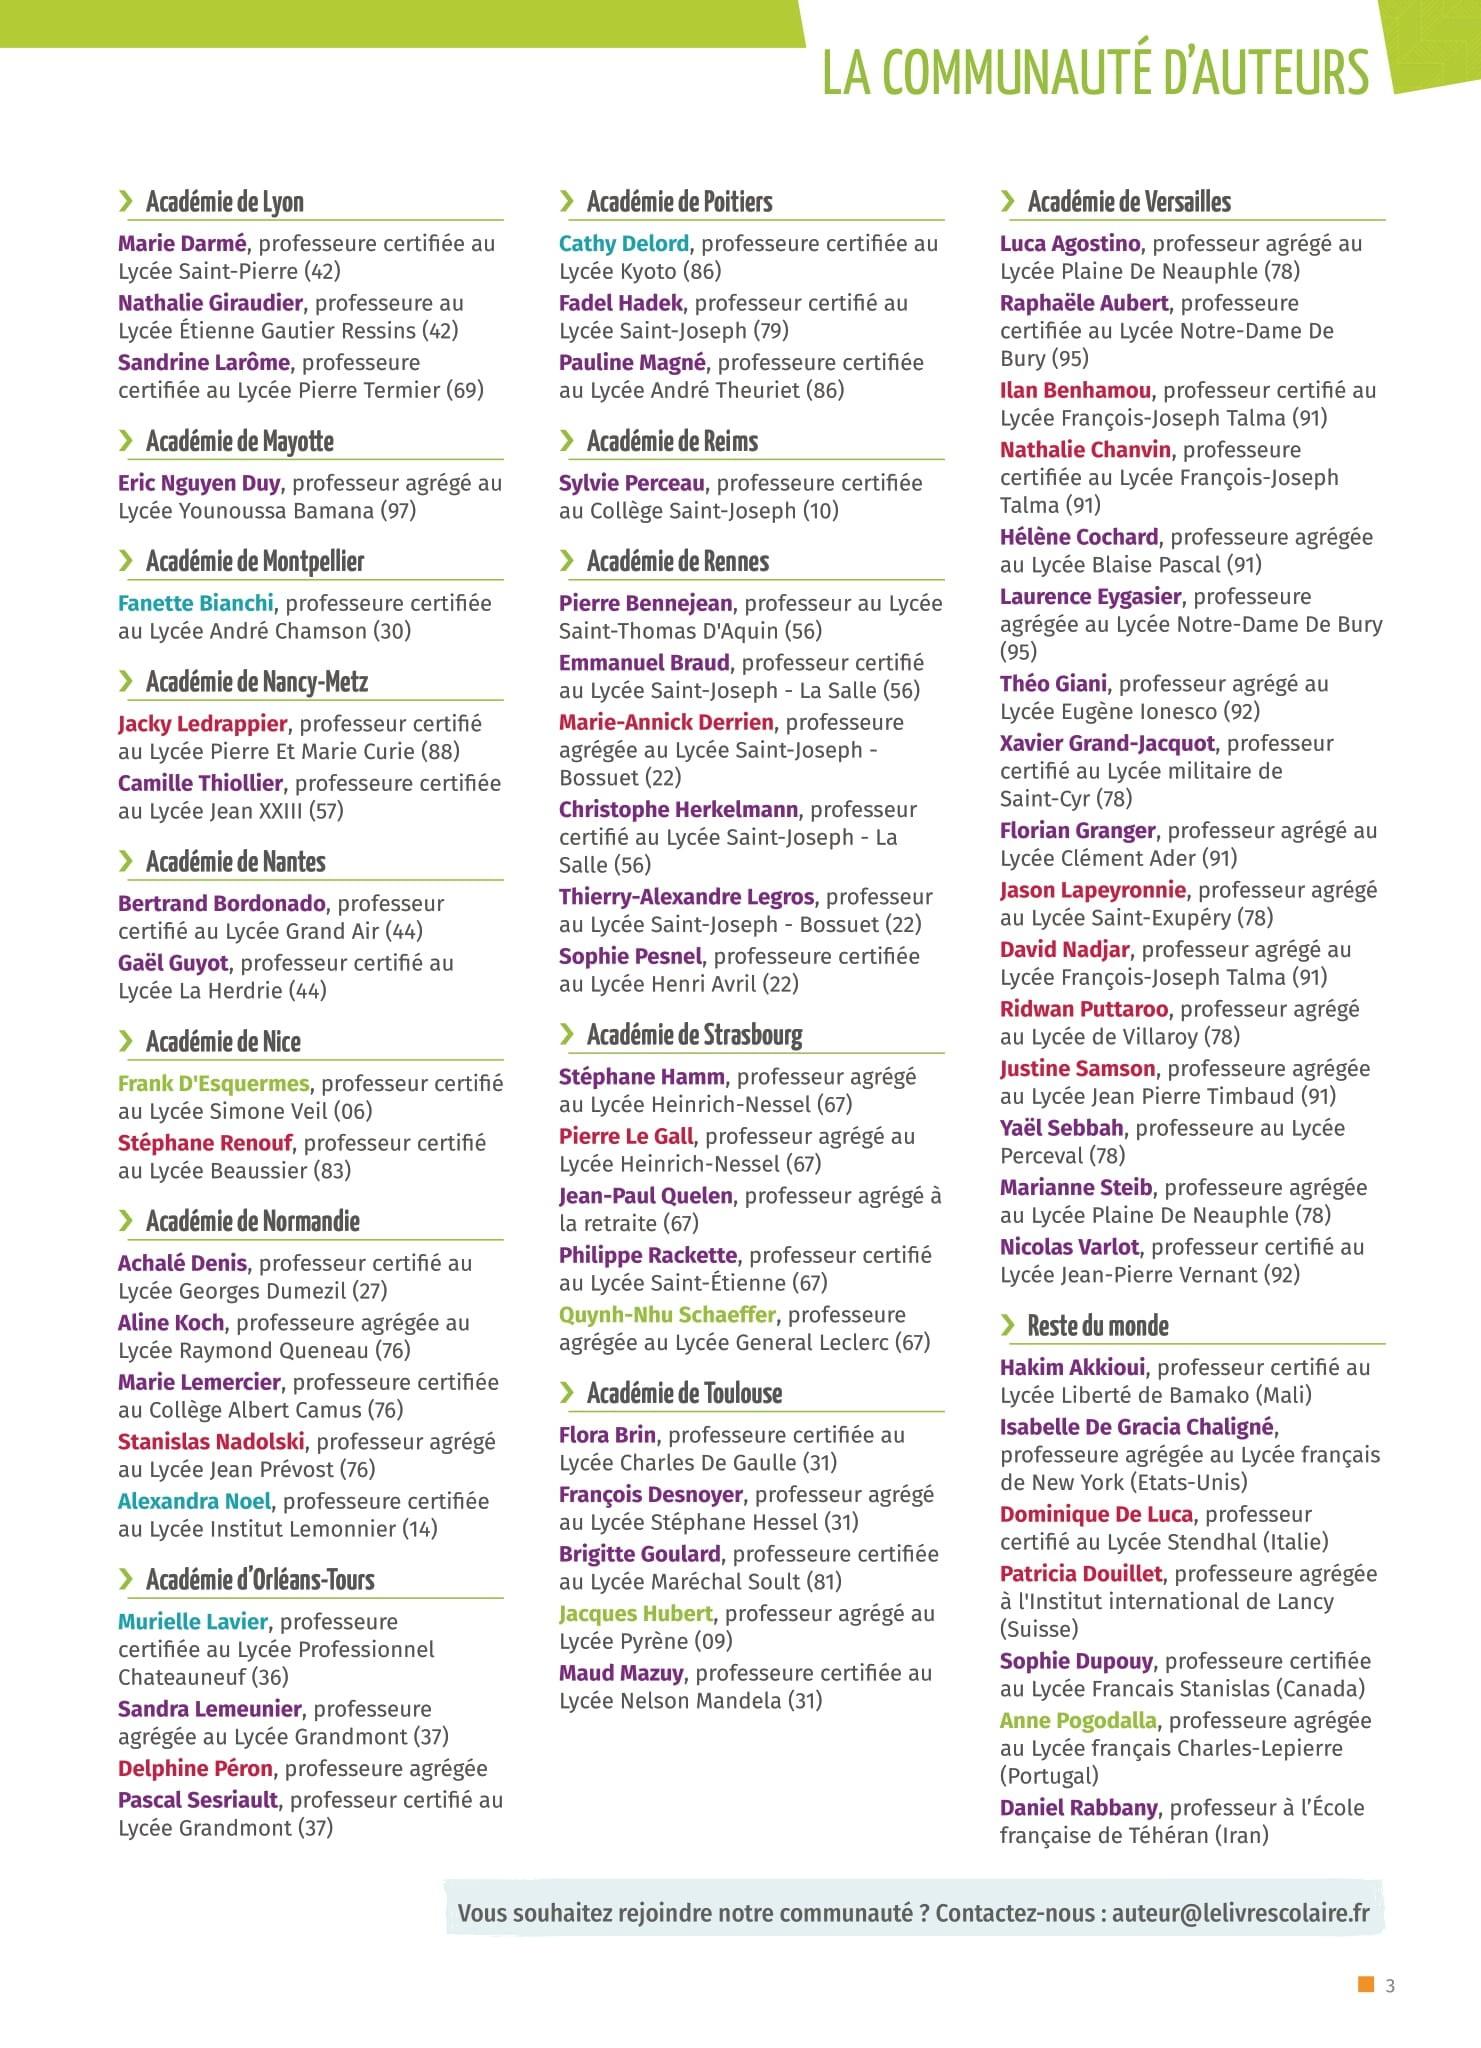 LA COMMUNAUTÉ D'AUTEURS
Académie de Lyon
Marie Darmé, professeure certifiée au
Lycée Saint-Pierre (42)
Nathalie Giraudier, professeure au
Lycée Étienne Gautier Ressins (42)
Sandrine Larôme, professeure
certifiée au Lycée Pierre Termier (69)
Académie de Mayotte
Eric Nguyen Duy, professeur agrégé au
Lycée Younoussa Bamana (97)
Académie de Montpellier
Fanette Bianchi, professeure certifiée
au Lycée André Chamson (30)
Académie de Nancy-Metz
Jacky Ledrappier, professeur certifié
au Lycée Pierre Et Marie Curie (88)
Camille Thiollier, professeure certifiée
au Lycée Jean XXIII (57)
Académie de Nantes
Bertrand Bordonado, professeur
certifié au Lycée Grand Air (44)
Gaël Guyot, professeur certifié au
Lycée La Herdrie (44)
Académie de Nice
Frank D'Esquermes, professeur certifié
au Lycée Simone Veil (06)
Stéphane Renouf, professeur certifié
au Lycée Beaussier (83)
Académie de Normandie
Achalé Denis, professeur certifié au
Lycée Georges Dumezil (27)
Aline Koch, professeure agrégée au
Lycée Raymond Queneau (76)
Marie Lemercier, professeure certifiée
au Collège Albert Camus (76)
Stanislas Nadolski, professeur agrégé
au Lycée Jean Prévost (76)
Alexandra Noel, professeure certifiée
au Lycée Institut Lemonnier (14)
Académie d'Orléans-Tours
Murielle Lavier, professeure
certifiée au Lycée Professionnel
Chateauneuf (36)
Sandra Lemeunier, professeure
agrégée au Lycée Grandmont (37)
Delphine Péron, professeure agrégée
Pascal Sesriault, professeur certifié au
Lycée Grandmont (37)
Académie de Poitiers
Cathy Delord, professeure certifiée au
Lycée Kyoto (86)
Fadel Hadek, professeur certifié au
Lycée Saint-Joseph (79)
Pauline Magné, professeure certifiée
au Lycée André Theuriet (86)
Académie de Reims
Sylvie Perceau, professeure certifiée
au Collège Saint-Joseph (10)
Académie de Rennes
Pierre Bennejean, professeur au Lycée
Saint-Thomas D'Aquin (56)
Emmanuel Braud, professeur certifié
au Lycée Saint-Joseph - La Salle (56)
Marie-Annick Derrien, professeure
agrégée au Lycée Saint-Joseph -
Bossuet (22)
Christophe Herkelmann, professeur
certifié au Lycée Saint-Joseph - La
Salle (56)
Thierry-Alexandre Legros, professeur
au Lycée Saint-Joseph - Bossuet (22)
Sophie Pesnel, professeure certifiée
au Lycée Henri Avril (22)
Académie de Strasbourg
Stéphane Hamm, professeur agrégé
au Lycée Heinrich-Nessel (67)
Pierre Le Gall, professeur agrégé au
Lycée Heinrich-Nessel (67)
Jean-Paul Quelen, professeur agrégé à
la retraite (67)
Philippe Rackette, professeur certifié
au Lycée Saint-Étienne (67)
Quynh-Nhu Schaeffer, professeure
agrégée au Lycée General Leclerc (67)
Académie de Toulouse
Flora Brin, professeure certifiée au
Lycée Charles De Gaulle (31)
François Desnoyer, professeur agrégé
au Lycée Stéphane Hessel (31)
Brigitte Goulard, professeure certifiée
au Lycée Maréchal Soult (81)
Jacques Hubert, professeur agrégé au
Lycée Pyrène (09)
Maud Mazuy, professeure certifiée au
Lycée Nelson Mandela (31)
Académie de Versailles
Luca Agostino, professeur agrégé au
Lycée Plaine De Neauphle (78)
Raphaële Aubert, professeure
certifiée au Lycée Notre-Dame De
Bury (95)
Ilan Benhamou, professeur certifié au
Lycée François-Joseph Talma (91)
Nathalie Chanvin, professeure
certifiée au Lycée François-Joseph
Talma (91)
Hélène Cochard, professeure agrégée
au Lycée Blaise Pascal (91)
Laurence Eygasier, professeure
agrégée au Lycée Notre-Dame De Bury
(95)
Théo Giani, professeur agrégé au
Lycée Eugène Ionesco (92)
Xavier Grand-Jacquot, professeur
certifié au Lycée militaire de
Saint-Cyr (78)
Florian Granger, professeur agrégé au
Lycée Clément Ader (91)
Jason Lapeyronnie, professeur agrégé
au Lycée Saint-Exupéry (78)
David Nadjar, professeur agrégé au
Lycée François-Joseph Talma (91)
Ridwan Puttaroo, professeur agrégé
au Lycée de Villaroy (78)
Justine Samson, professeure agrégée
au Lycée Jean Pierre Timbaud (91)
Yaël Sebbah, professeure au Lycée
Perceval (78)
Marianne Steib, professeure agrégée
au Lycée Plaine De Neauphle (78)
Nicolas Varlot, professeur certifié au
Lycée Jean-Pierre Vernant (92)
Reste du monde
Hakim Akkioui, professeur certifié au
Lycée Liberté de Bamako (Mali)
Isabelle De Gracia Chaligné,
professeure agrégée au Lycée français
de New York (Etats-Unis)
Dominique De Luca, professeur
certifié au Lycée Stendhal (Italie)
Patricia Douillet, professeure agrégée
à l'Institut international de Lancy
(Suisse)
Sophie Dupouy, professeure certifiée
au Lycée Francais Stanislas (Canada)
Anne Pogodalla, professeure agrégée
au Lycée français Charles-Lepierre
(Portugal)
Daniel Rabbany, professeur à l'École
française de Téhéran (Iran)
Vous souhaitez rejoindre notre communauté ? Contactez-nous : auteur@lelivrescolaire.fr
3